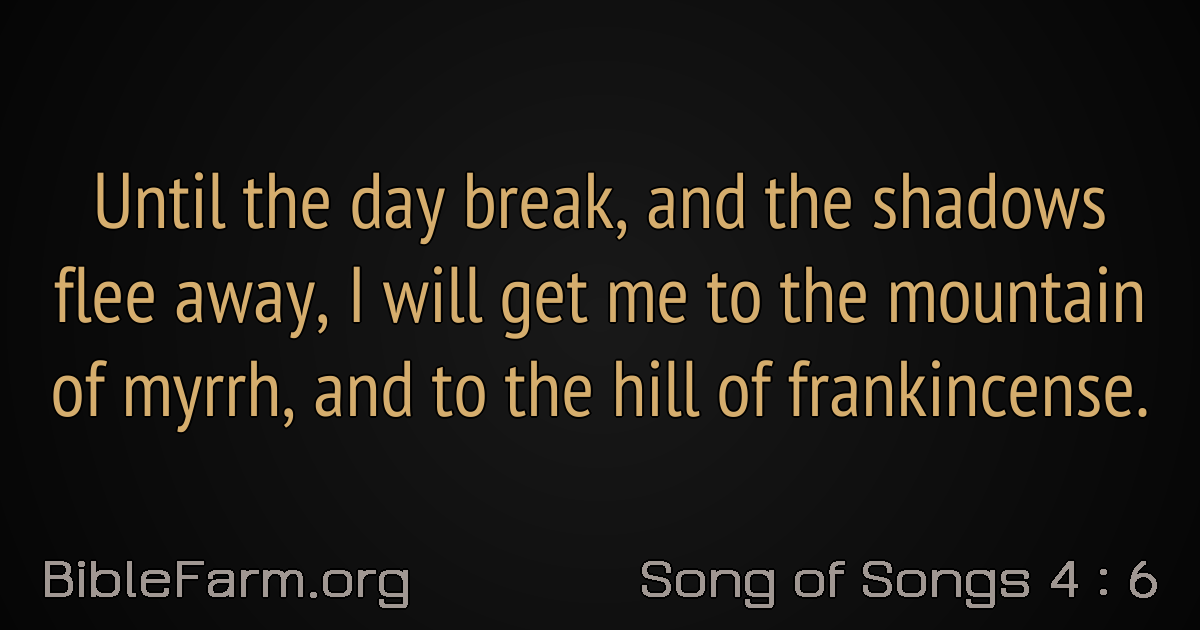 Until the day break, and the shadows
flee away, I will get me to the mountain
of myrrh, and to the hill of frankincense.
BibleFarm.org
Song of Songs 4 : 6